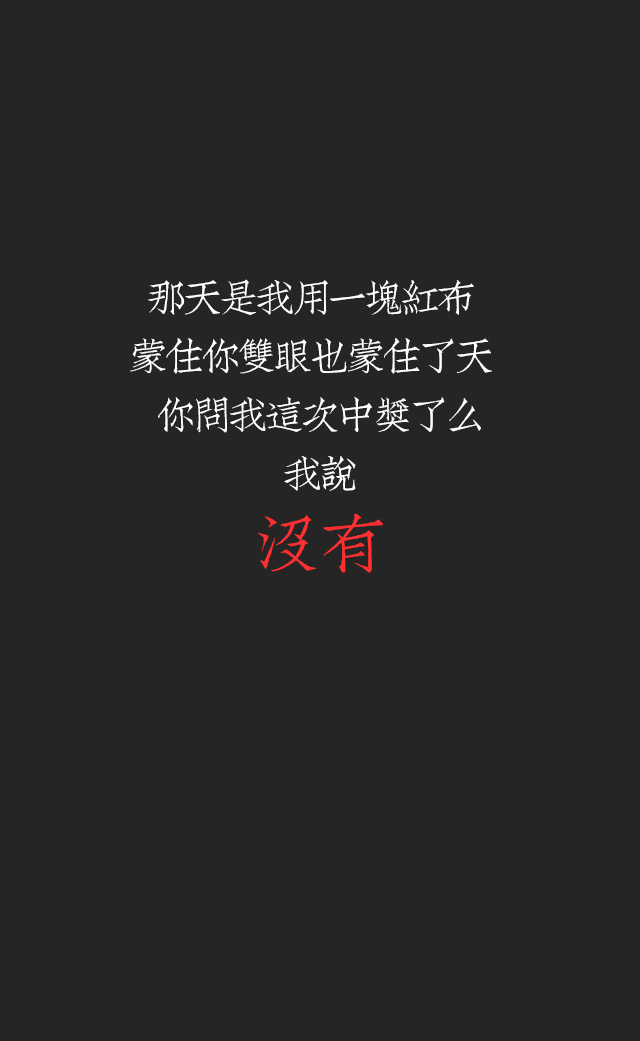 那天是我用一塊紅布
蒙住你雙眼也蒙住了天
你問我這次中獎了么
我說
沒有